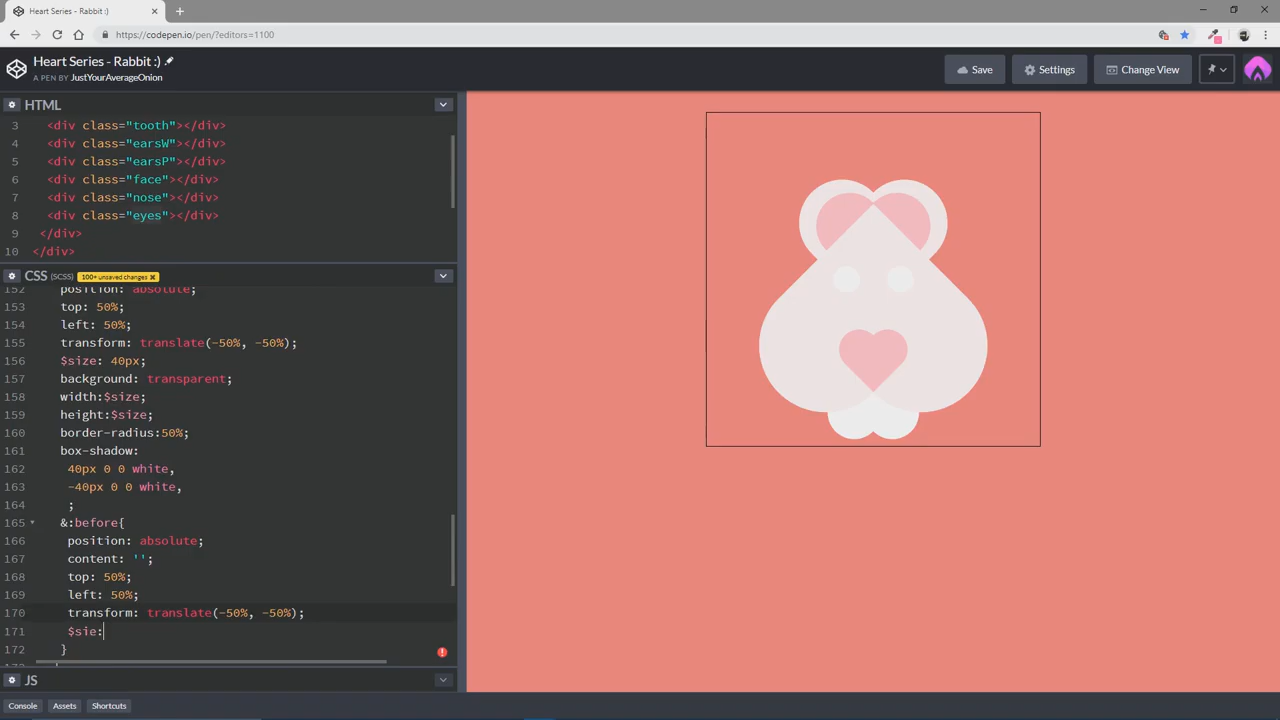 Heart Series - Rabbit :)
https://codepen.io/pen/?editors=1100
Heart Series - Rabbit :)
A PEN BY JustYourAverageOnion
Save
Settings
Change View
HTML
3 <div class="tooth"></div>
4 <div class="earsW"></div>
5 <div class="earsP"></div>
6 <div class="face"></div>
7 <div class="nose"></div>
8 <div class="eyes"></div>
9 </div>
10 </div>
CSS (SCSS) 100+ unsaved changes x
152 position: absolute;
153 top: 50%;
154 left: 50%;
155 transform: translate(-50%, -50%);
156 $size: 40px;
157 background: transparent;
158 width:$size;
159 height:$size;
160 border-radius:50%;
161 box-shadow:
162 40px 0 0 white,
163 -40px 0 0 white,
164 ;
165 &:before{
166 position: absolute;
167 content: '';
168 top: 50%;
169 left: 50%;
170 transform: translate(-50%, -50%);
171 $sie:
172 }
JS
Console Assets Shortcuts